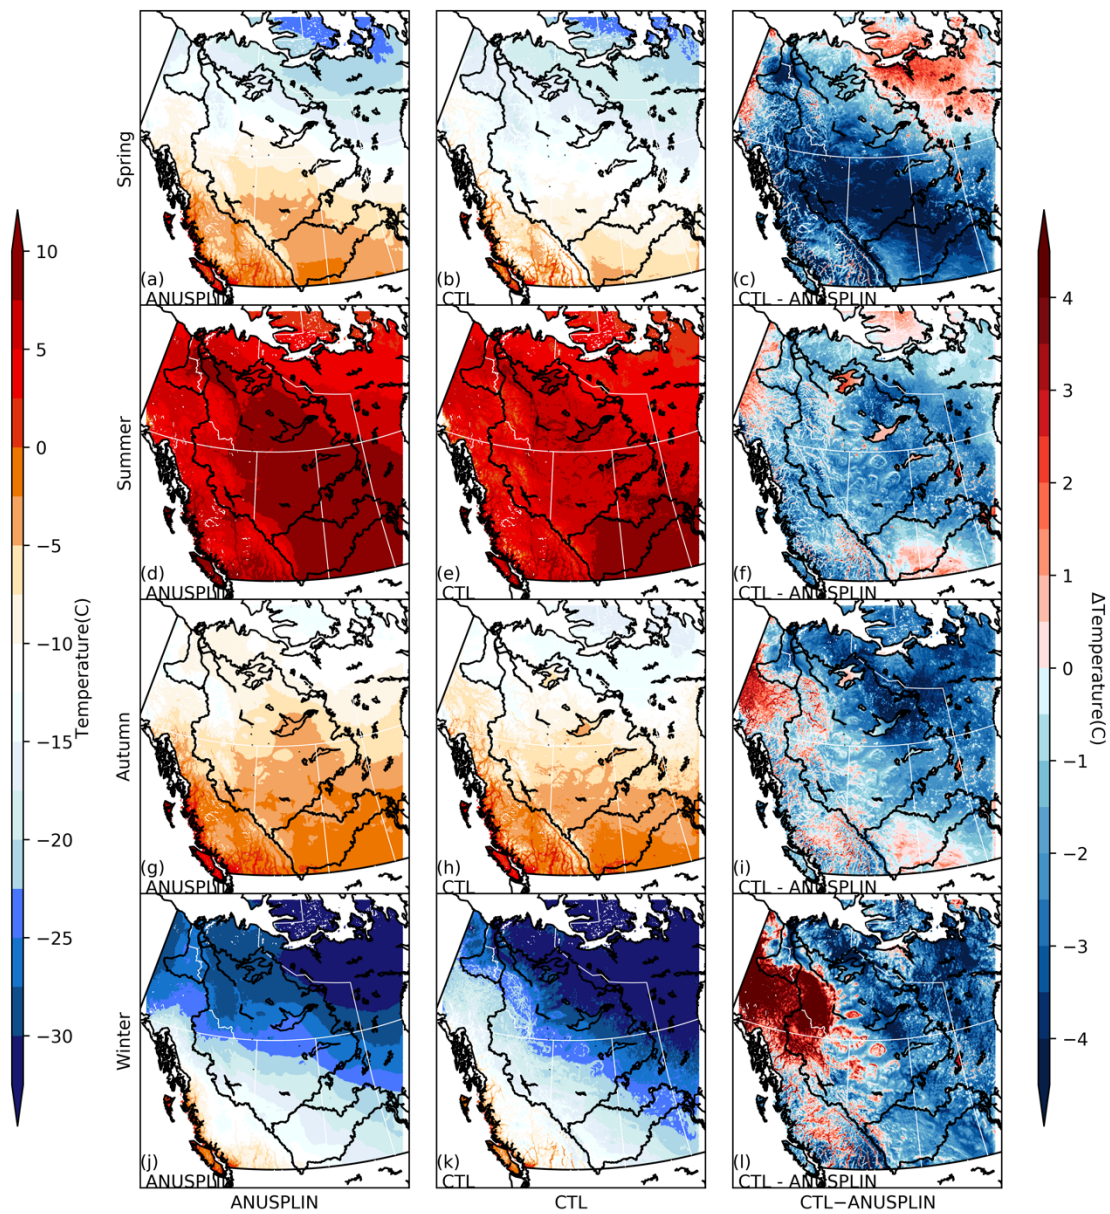 Spring
(a)
ANUSPLIN
(b)
CTL
(c)
CTL - ANUSPLIN
Summer
(d)
ANUSPLIN
(e)
CTL
(f)
CTL - ANUSPLIN
Autumn
(g)
ANUSPLIN
(h)
CTL
(i)
CTL - ANUSPLIN
Winter
(j)
ANUSPLIN
(k)
CTL
(l)
CTL - ANUSPLIN
ANUSPLIN
CTL
CTL−ANUSPLIN
10
5
0
−5
−10
−15
−20
−25
−30
Temperature(C)
4
3
2
1
0
−1
−2
−3
−4
ΔTemperature(C)